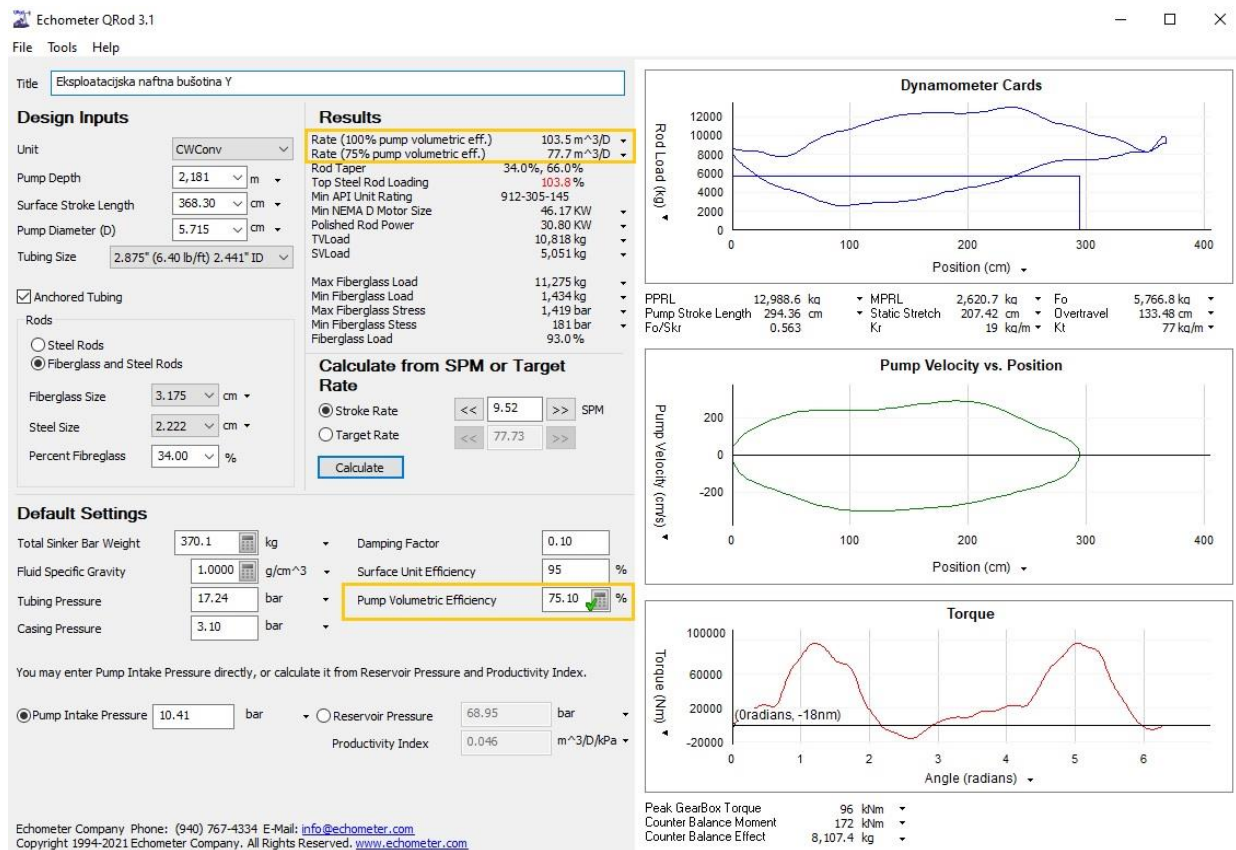 Echometer QRod 3.1
File Tools Help
Title Eksploatacijska naftna bušotina Y
Design Inputs
Unit CWConv
Pump Depth 2,181 m
Surface Stroke Length 368.30 cm
Pump Diameter (D) 5.715 cm
Tubing Size 2.875" (6.40 lb/ft) 2.441" ID
Anchored Tubing
Rods
Steel Rods
Fiberglass and Steel Rods
Fiberglass Size 3.175 cm
Steel Size 2.222 cm
Percent Fibreglass 34.00 %
Results
Rate (100% pump volumetric eff.) 103.5 m^3/D
Rate (75% pump volumetric eff.) 77.7 m^3/D
Rod Taper 34.0%, 66.0%
Top Steel Rod Loading 103.8 %
Min API Unit Rating 912-305-145
Min NEMA D Motor Size 46.17 KW
Polished Rod Power 30.80 KW
TVLoad 10,818 kg
SVLoad 5,051 kg
Max Fiberglass Load 11,275 kg
Min Fiberglass Load 1,434 kg
Max Fiberglass Stress 1,419 bar
Min Fiberglass Stess 181 bar
Fiberglass Load 93.0%
Calculate from SPM or Target
Rate
Stroke Rate << 9.52 >> SPM
Target Rate << 77.73 >>
Calculate
Default Settings
Total Sinker Bar Weight 370.1 kg
Fluid Specific Gravity 1.0000 g/cm^3
Tubing Pressure 17.24 bar
Casing Pressure 3.10 bar
Damping Factor 0.10
Surface Unit Efficiency 95 %
Pump Volumetric Efficiency 75.10 %
You may enter Pump Intake Pressure directly, or calculate it from Reservoir Pressure and Productivity Index.
Pump Intake Pressure 10.41 bar
Reservoir Pressure 68.95 bar
Productivity Index 0.046 m^3/D/kPa
Echometer Company Phone: (940) 767-4334 E-Mail: info@echometer.com
Copyright 1994-2021 Echometer Company. All Rights Reserved. www.echometer.com
Dynamometer Cards
Rod Load (kg)
12000
10000
8000
6000
4000
2000
0
0 100 200 300 400
Position (cm)
PPRL 12,988.6 kg MPRL 2,620.7 kg Fo 5,766.8 kg
Pump Stroke Length 294.36 cm Static Stretch 207.42 cm Overtravel 133.48 cm
Fo/Skr 0.563 Kr 19 kg/m Kt 77 kg/m
Pump Velocity vs. Position
Pump Velocity (cm/s)
200
0
-200
0 100 200 300 400
Position (cm)
Torque
Torque (Nm)
100000
60000
20000
-20000
(0radians, -18nm)
0 1 2 3 4 5 6
Angle (radians)
Peak GearBox Torque 96 kNm
Counter Balance Moment 172 kNm
Counter Balance Effect 8,107.4 kg